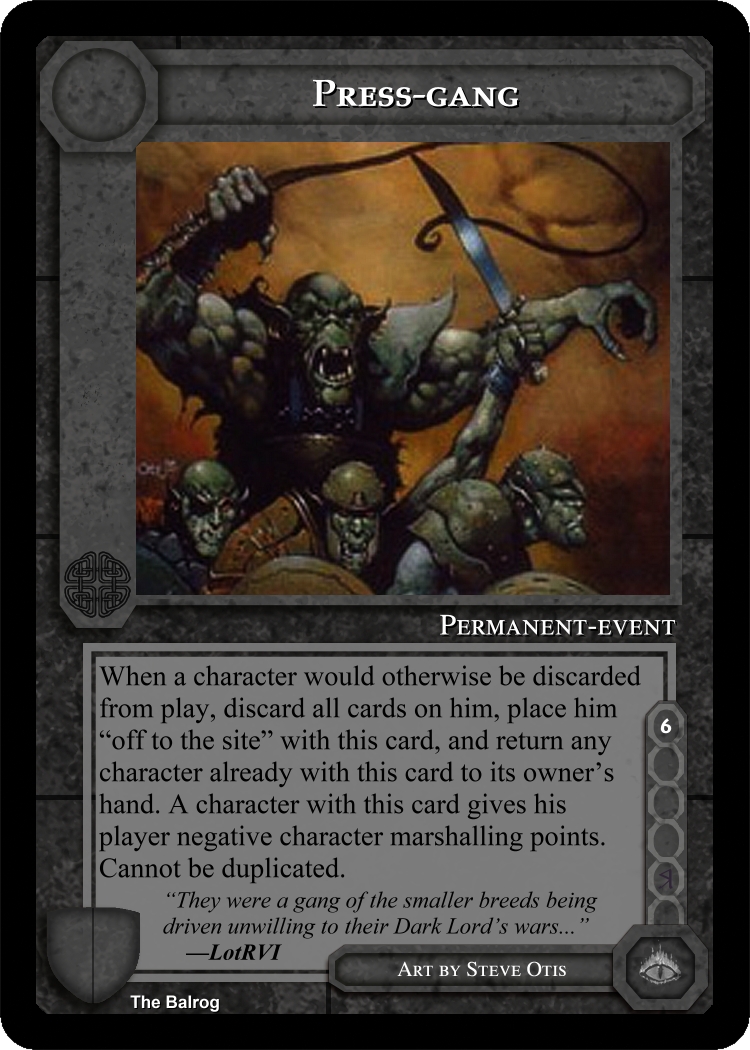 PRESS-GANG
PERMANENT-EVENT
When a character would otherwise be discarded
from play, discard all cards on him, place him
“off to the site” with this card, and return any
character already with this card to its owner’s
hand. A character with this card gives his
player negative character marshalling points.
Cannot be duplicated.
“They were a gang of the smaller breeds being
driven unwilling to their Dark Lord’s wars...”
—LotRVI
6
ART BY STEVE OTIS
The Balrog